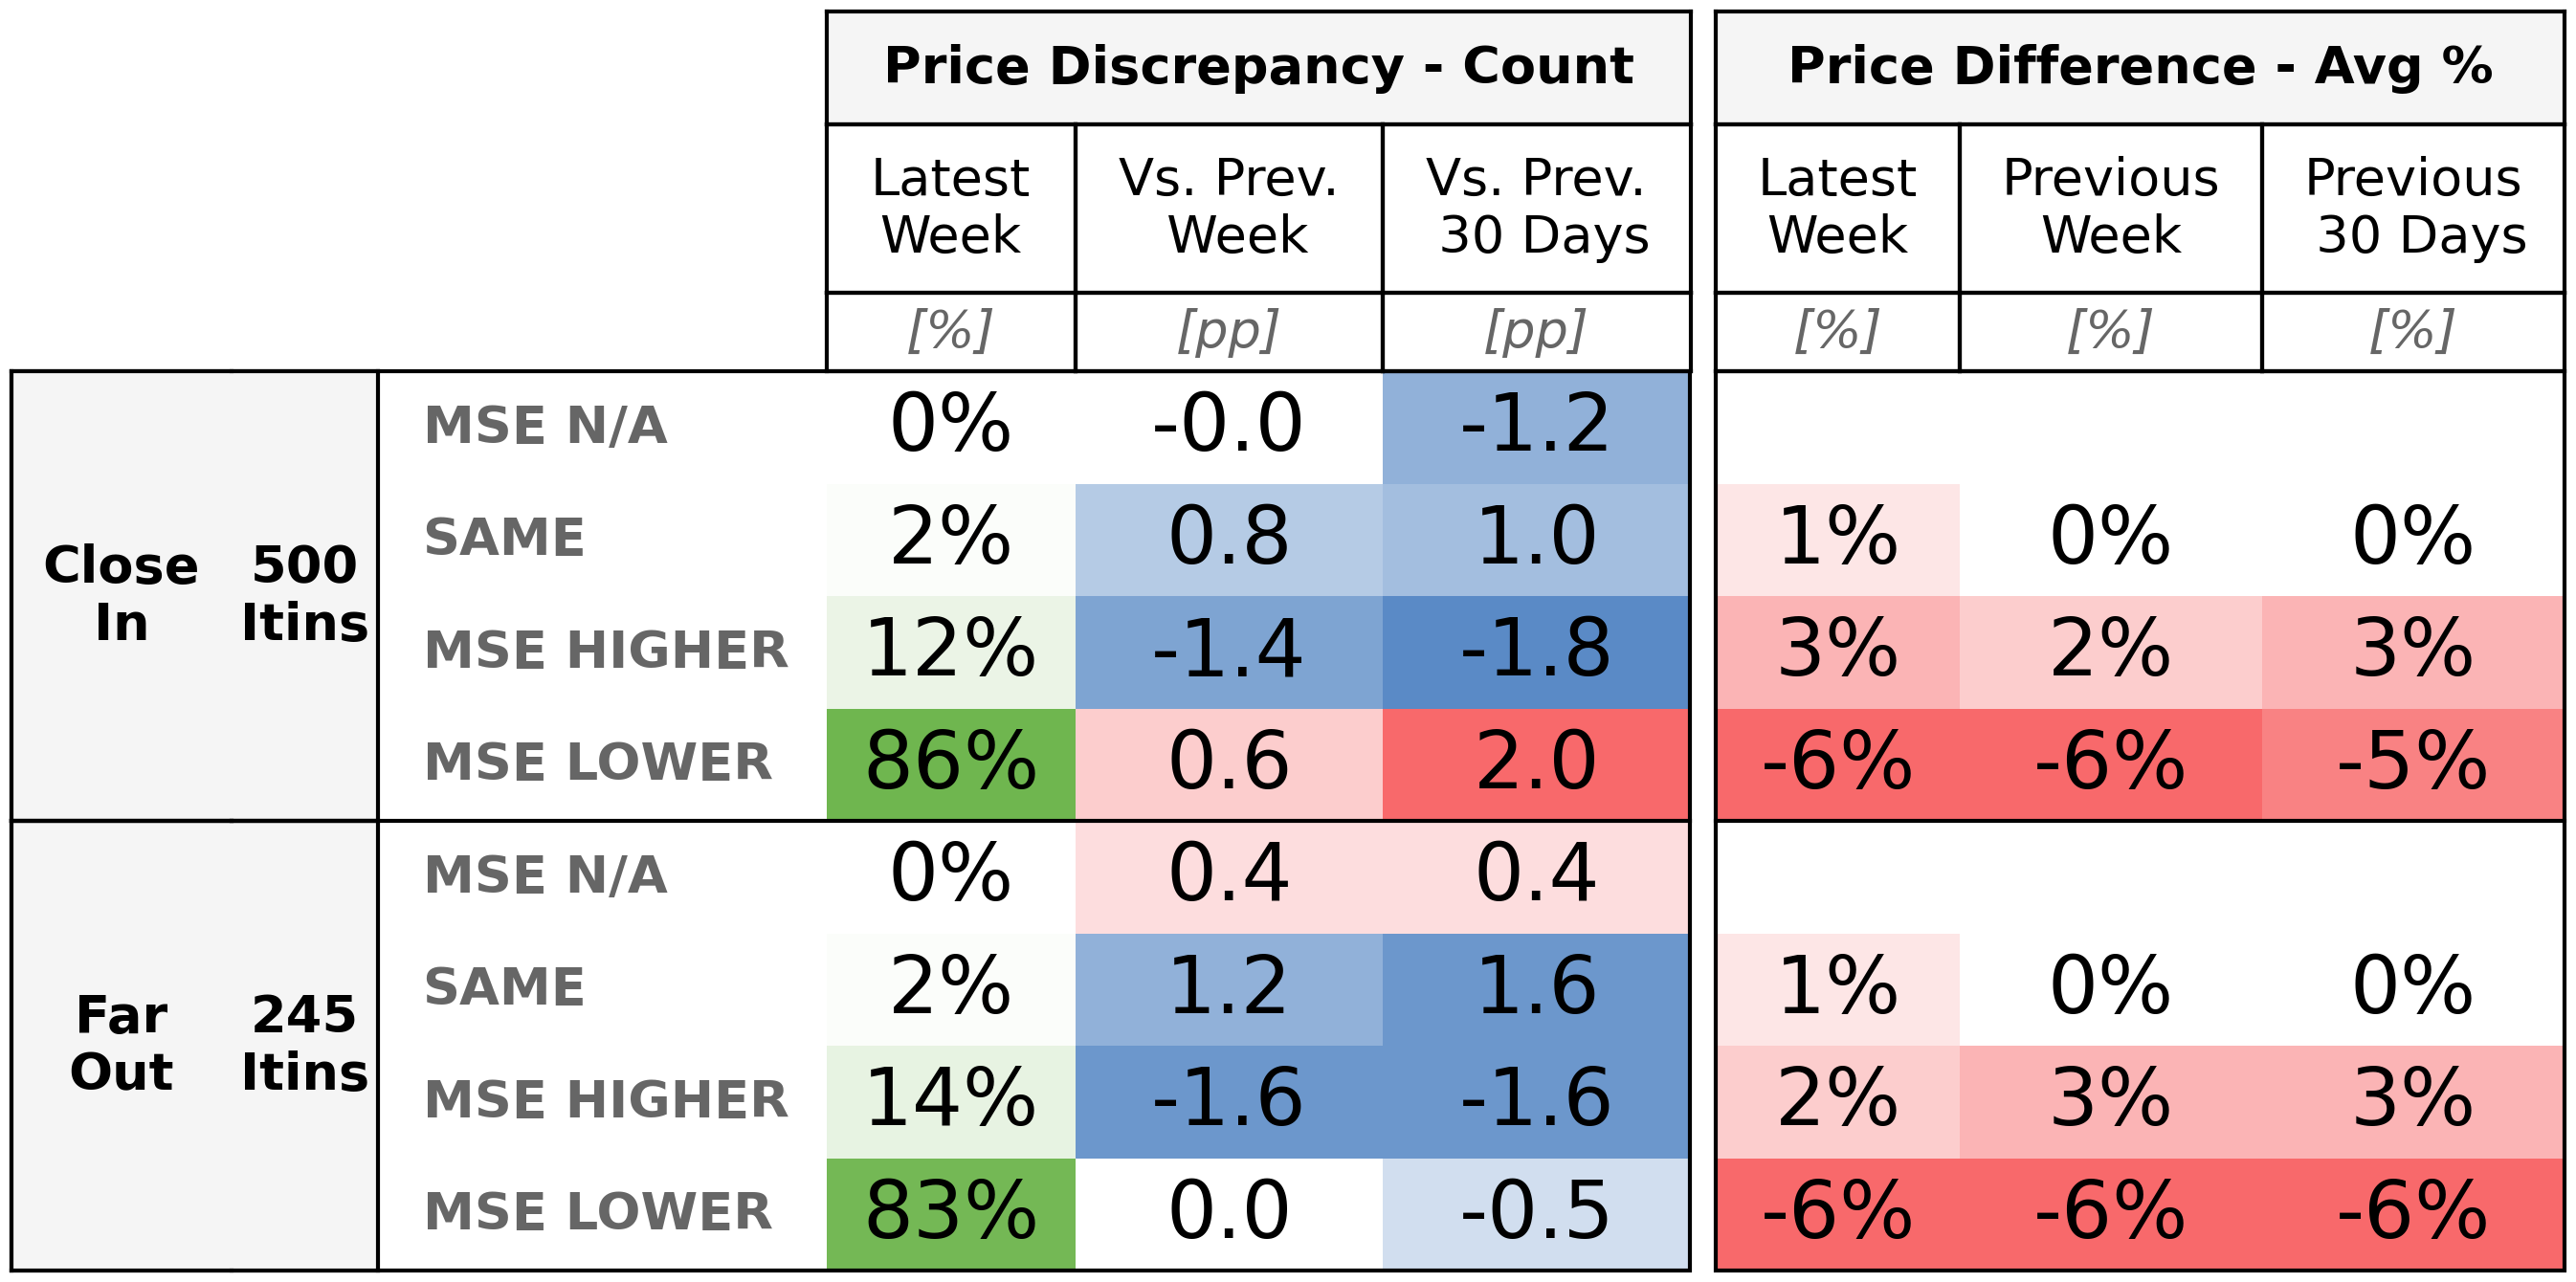 Price Discrepancy - Count Price Difference - Avg %
Latest Week Vs. Prev. Week Vs. Prev. 30 Days Latest Week Previous Week Previous 30 Days
[%] [pp] [pp] [%] [%] [%]
Close In 500 Itins
MSE N/A 0% -0.0 -1.2
SAME 2% 0.8 1.0 1% 0% 0%
MSE HIGHER 12% -1.4 -1.8 3% 2% 3%
MSE LOWER 86% 0.6 2.0 -6% -6% -5%
Far Out 245 Itins
MSE N/A 0% 0.4 0.4
SAME 2% 1.2 1.6 1% 0% 0%
MSE HIGHER 14% -1.6 -1.6 2% 3% 3%
MSE LOWER 83% 0.0 -0.5 -6% -6% -6%